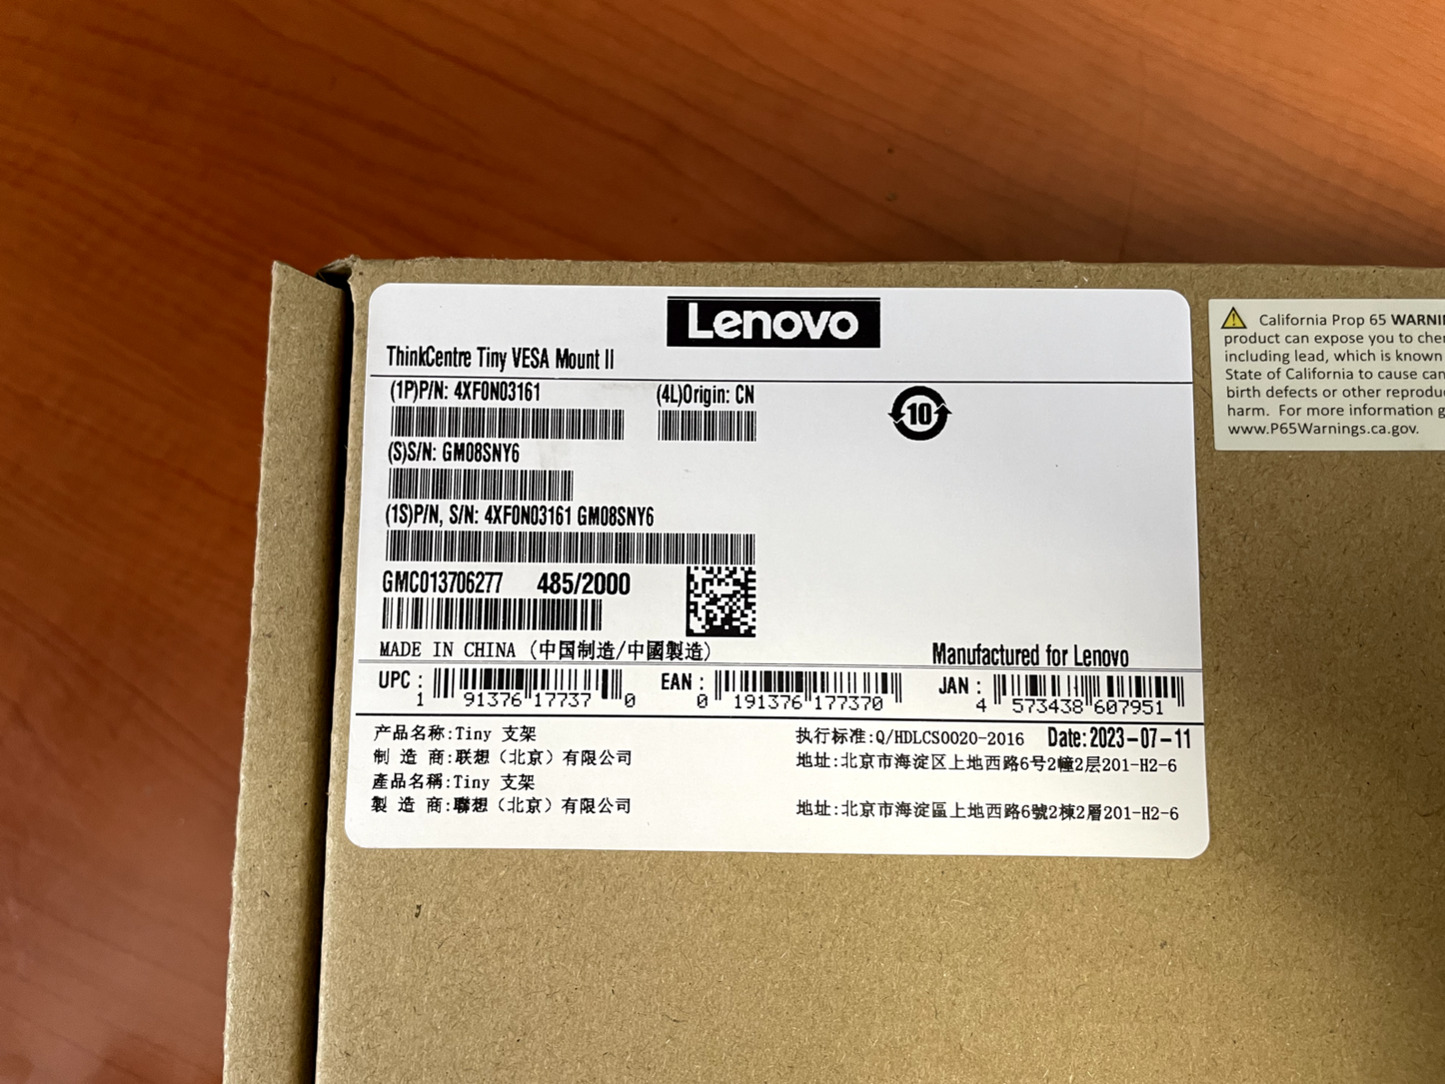 Lenovo
ThinkCentre Tiny VESA Mount II
(1P)P/N: 4XF0N03161
(4L)Origin: CN
10
(S)S/N: GM08SNY6
(1S)P/N, S/N: 4XF0N03161 GM08SNY6
GMC013706277 485/2000
MADE IN CHINA (中国制造/中國製造)
Manufactured for Lenovo
UPC: 1 91376 17737 0
EAN: 0 191376 177370
JAN: 4 573438 607951
产品名称:Tiny 支架
制 造 商:联想（北京）有限公司
產品名稱:Tiny 支架
製 造 商:聯想（北京）有限公司
执行标准:Q/HDLCS0020-2016 Date:2023-07-11
地址:北京市海淀区上地西路6号2幢2层201-H2-6
地址:北京市海淀區上地西路6號2棟2層201-H2-6
California Prop 65
product can expose you to
including lead, which is known
State of California to cause
birth defects or other
harm. For more information
www.P65Warnings.ca.gov.